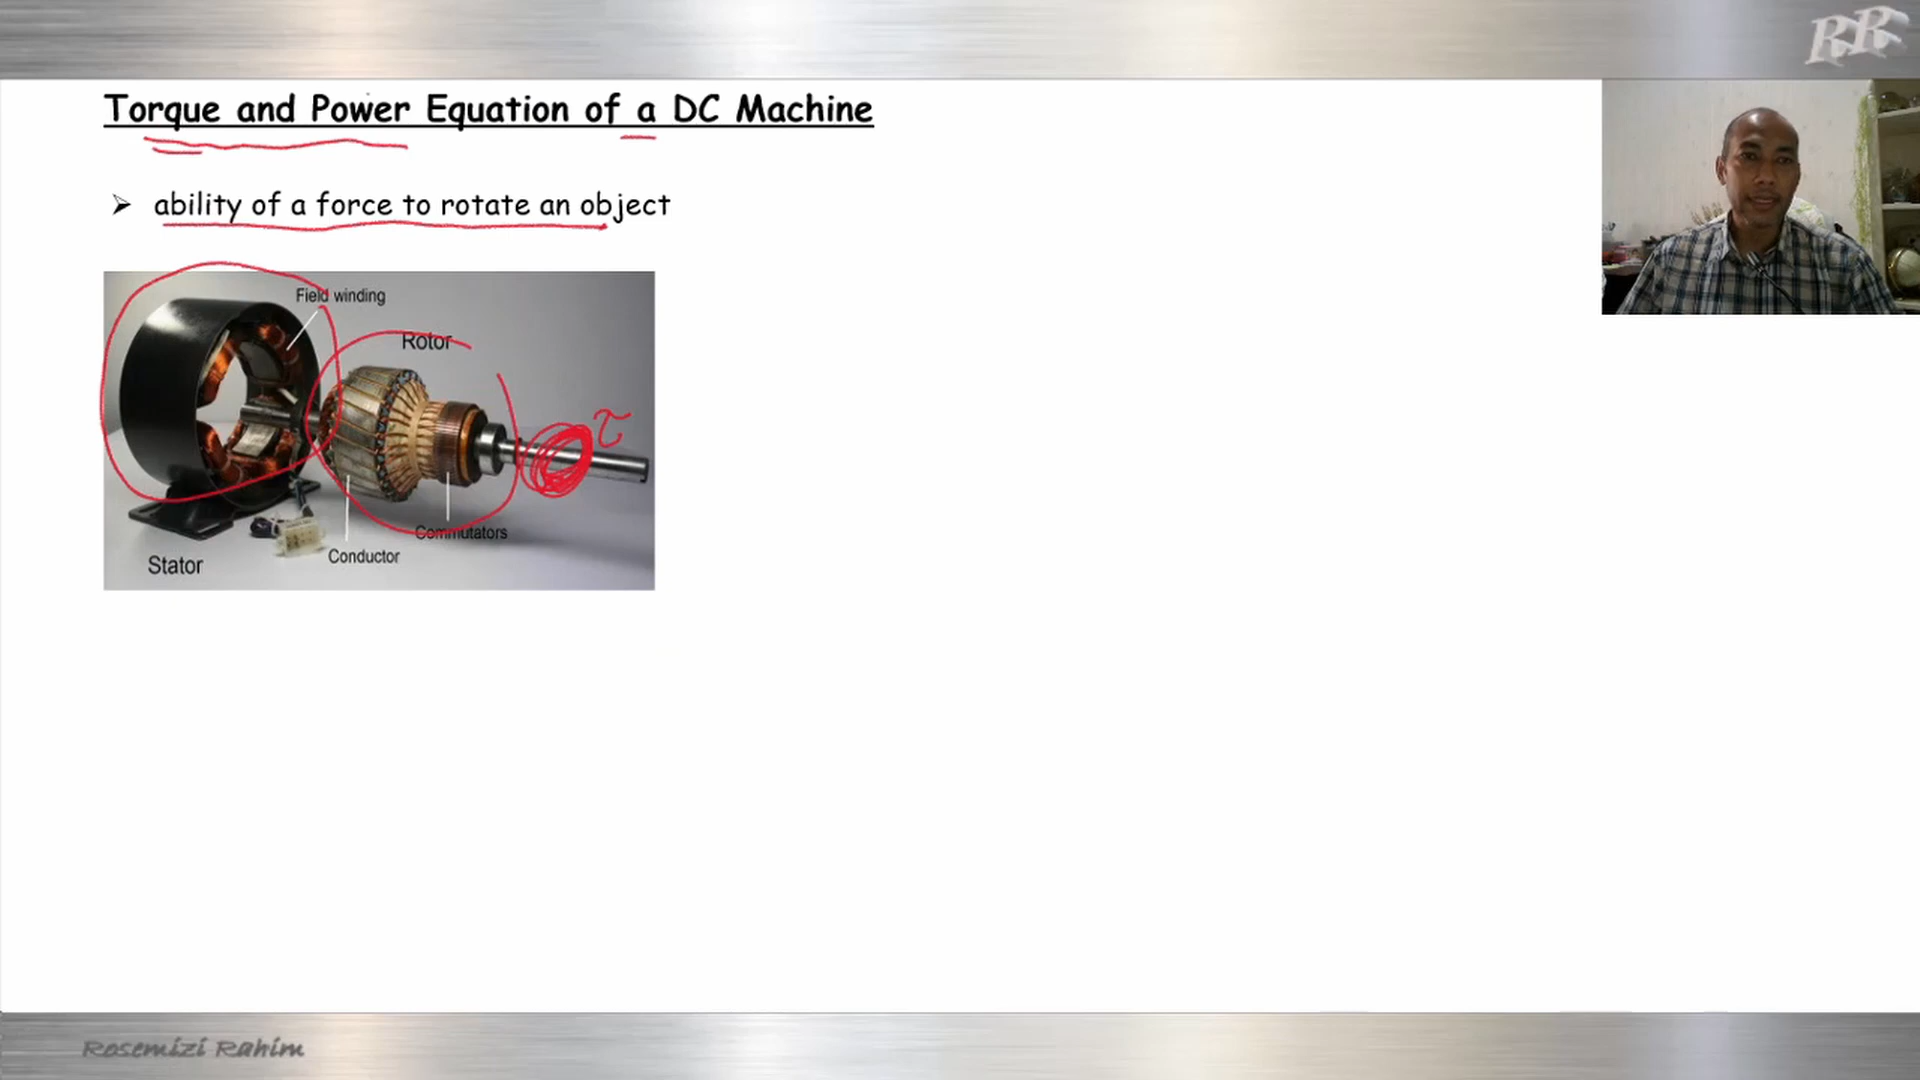 RR
Torque and Power Equation of a DC Machine
➢ ability of a force to rotate an object
Field winding
Rotor
τ
Commutators
Conductor
Stator
Rosemizi Rahim